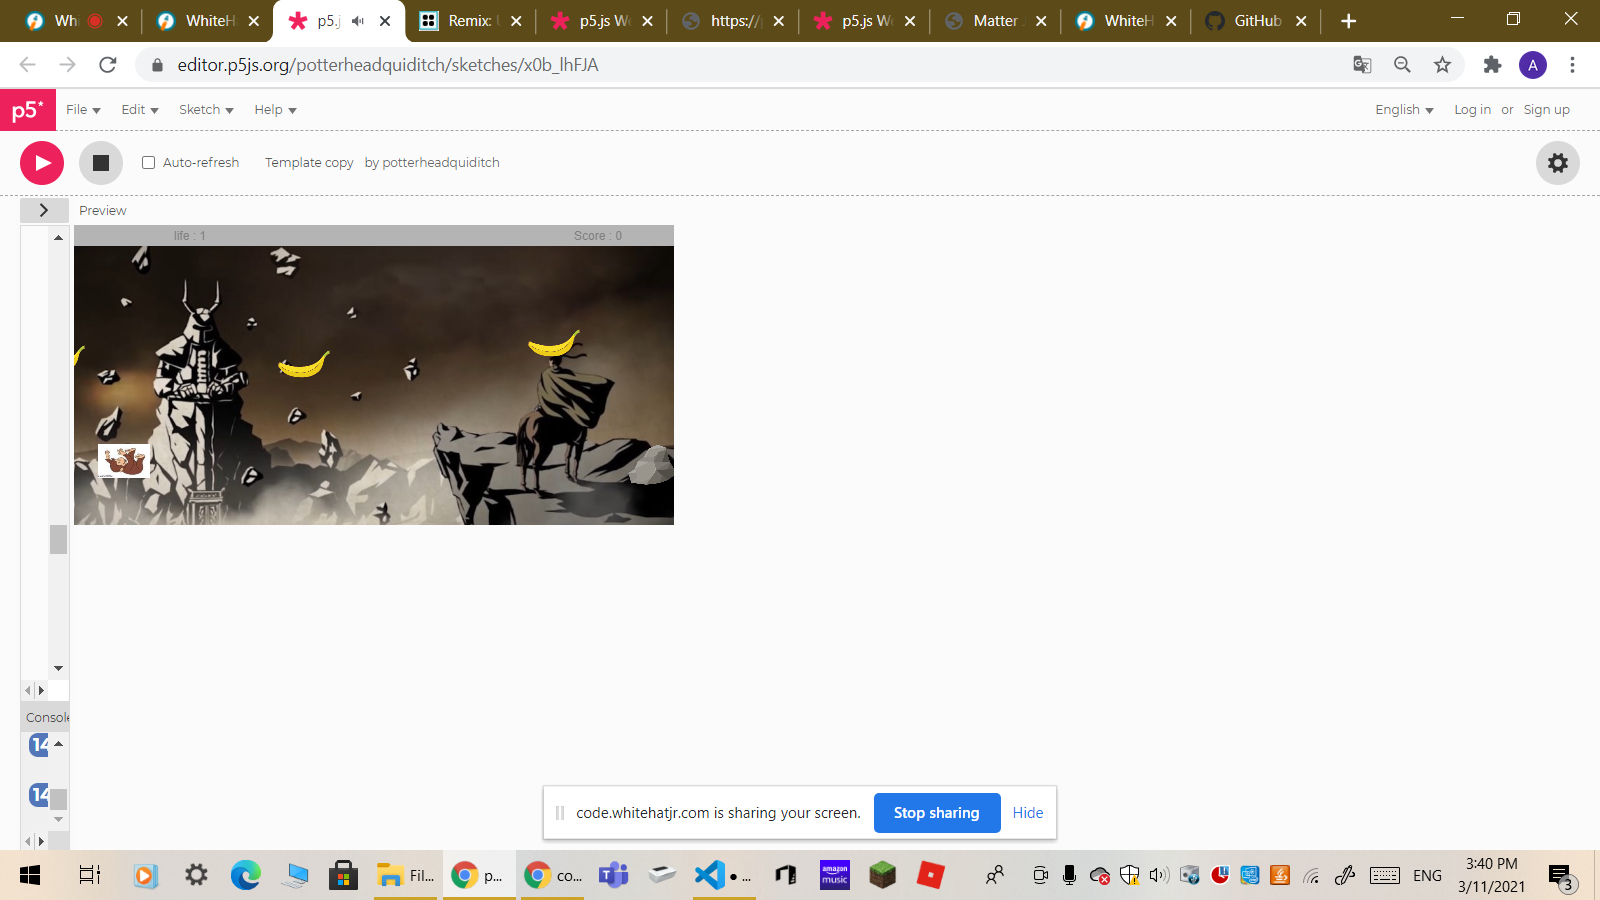 Whi
WhiteH
p5.j
Remix: U
p5.js We
https://p
p5.js We
Matter J
WhiteH
GitHub
editor.p5js.org/potterheadquiditch/sketches/x0b_lhFJA
A
p5*
File
Edit
Sketch
Help
English
Log in or Sign up
Auto-refresh
Template copy
by potterheadquiditch
Preview
life : 1
Score : 0
Console
14
14
code.whitehatjr.com is sharing your screen.
Stop sharing
Hide
Fil...
p...
co...
...
amazon music
ENG
3:40 PM
3/11/2021
3